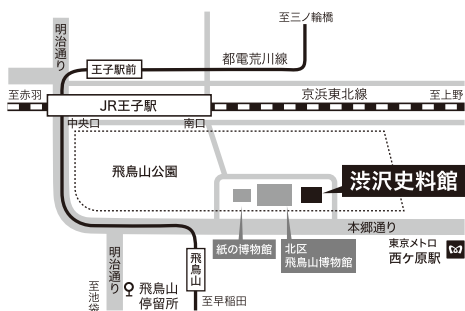 至三ノ輪橋
明治通り
都電荒川線
王子駅前
至赤羽
京浜東北線
至上野
JR王子駅
中央口
南口
飛鳥山公園
渋沢史料館
本郷通り
紙の博物館
北区
飛鳥山博物館
東京メトロ
西ケ原駅
明治通り
飛鳥山
至池袋
飛鳥山
停留所
至早稲田